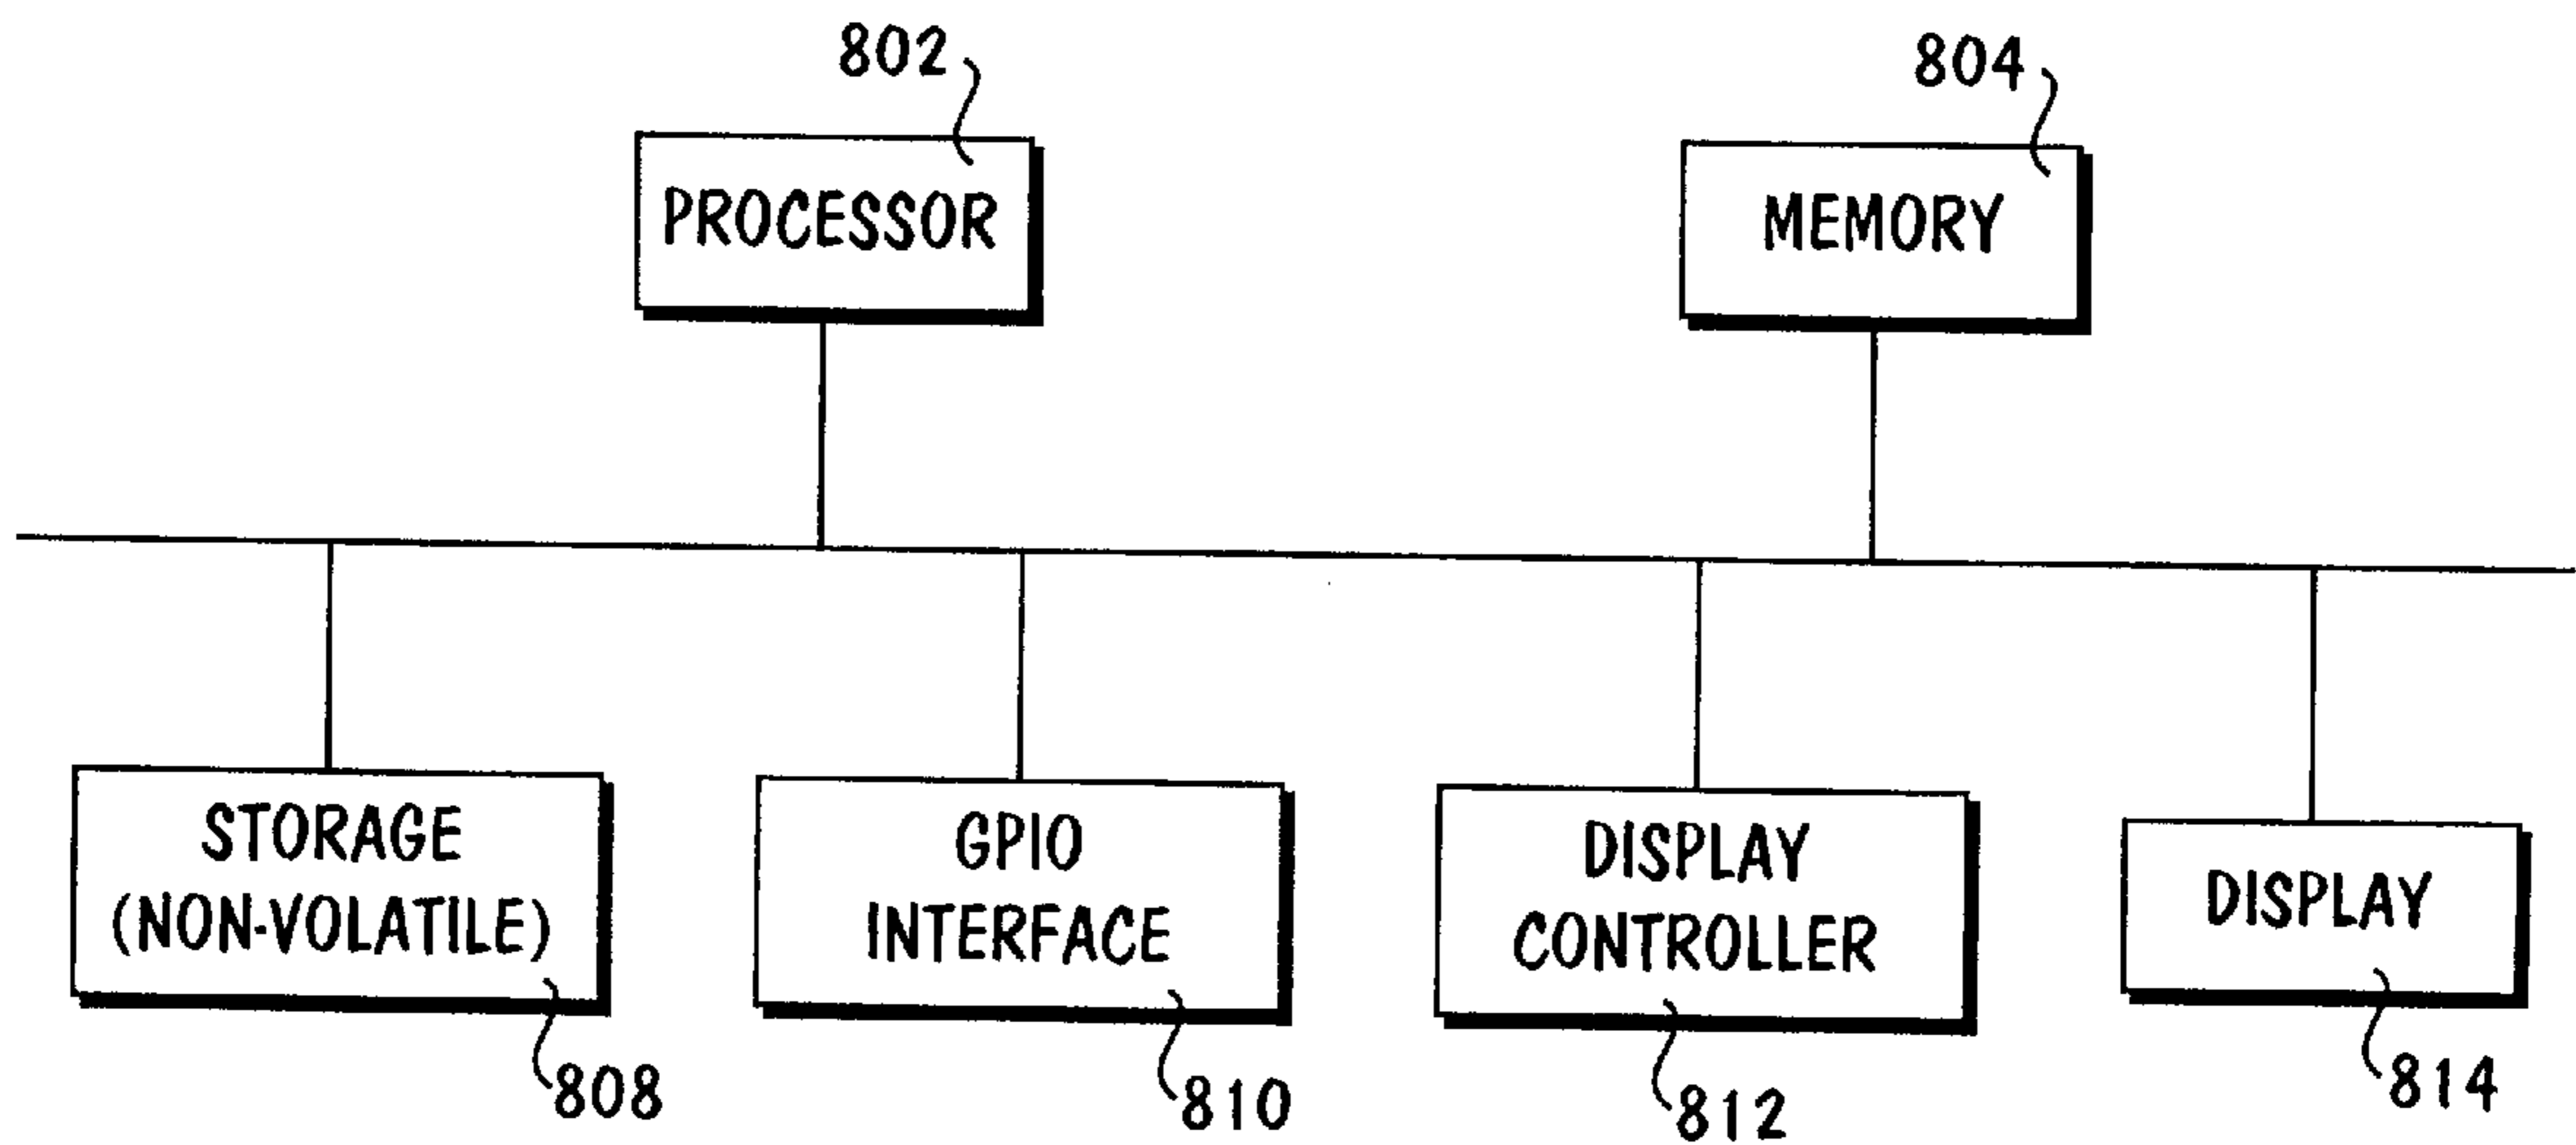 802
804
PROCESSOR
MEMORY
STORAGE
(NON-VOLATILE)
GPIO
INTERFACE
DISPLAY
CONTROLLER
DISPLAY
808
810
812
814